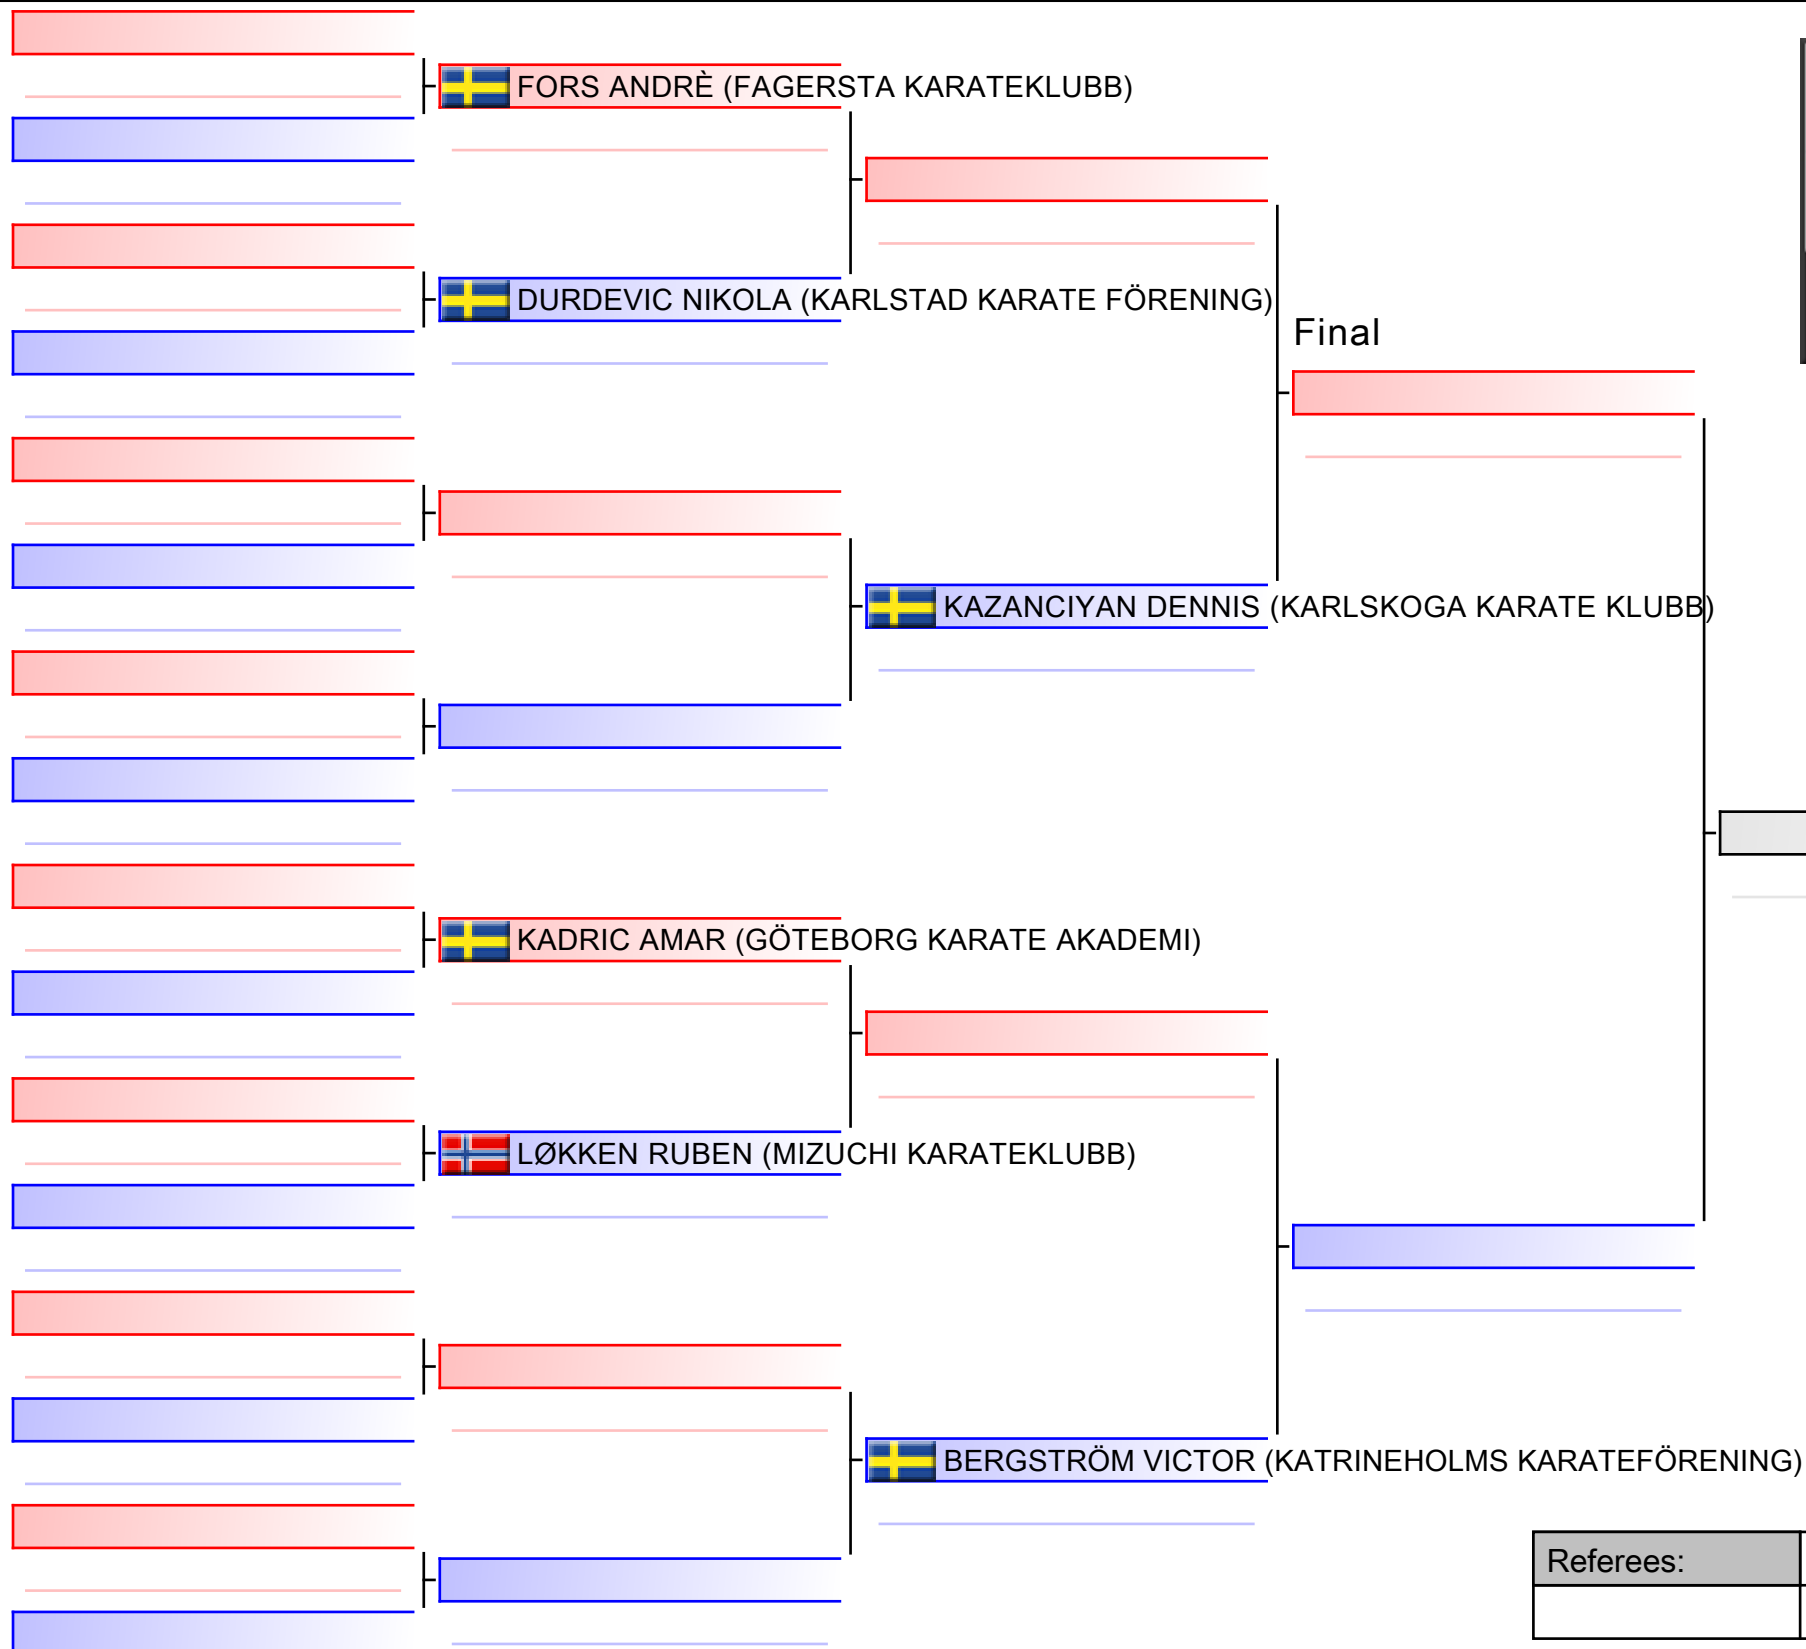 FORS ANDRÈ (FAGERSTA KARATEKLUBB)
DURDEVIC NIKOLA (KARLSTAD KARATE FÖRENING)
Final
KAZANCIYAN DENNIS (KARLSKOGA KARATE KLUBB)
KADRIC AMAR (GÖTEBORG KARATE AKADEMI)
LØKKEN RUBEN (MIZUCHI KARATEKLUBB)
BERGSTRÖM VICTOR (KATRINEHOLMS KARATEFÖRENING)
Referees: